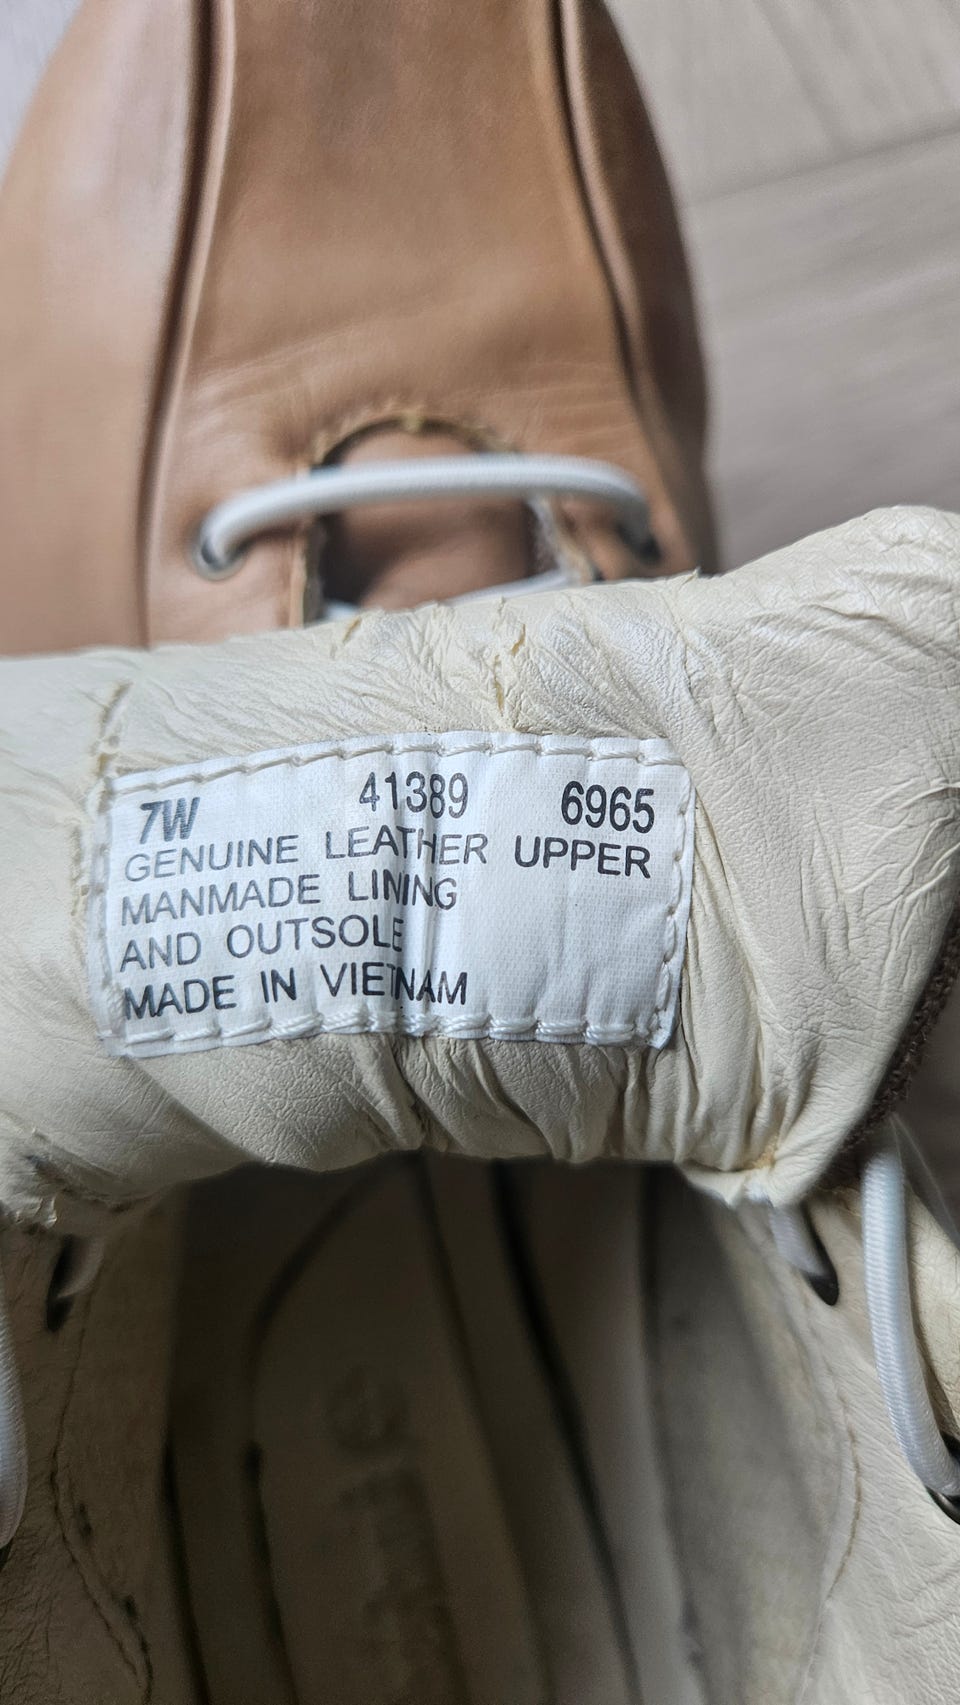 7W 41389 6965
GENUINE LEATHER UPPER
MANMADE LINING
AND OUTSOLE
MADE IN VIETNAM